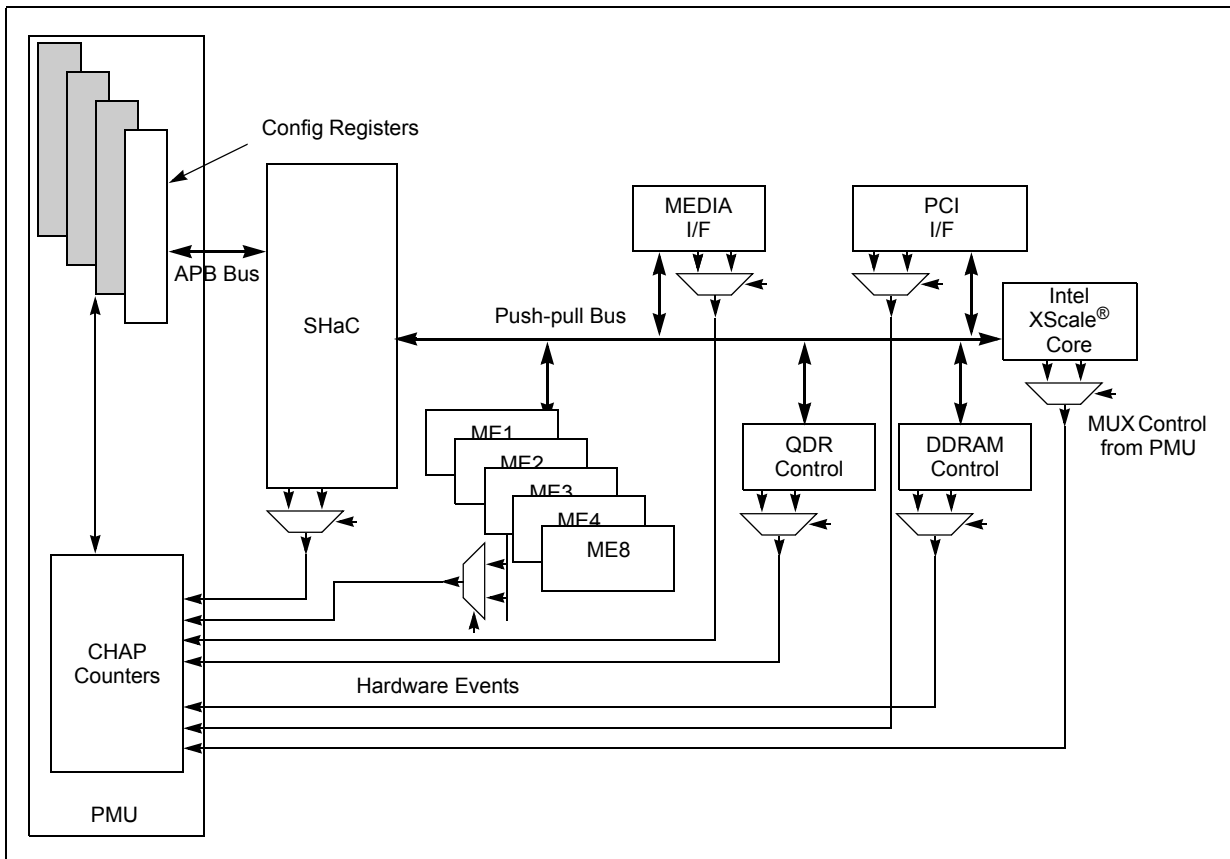 Config Registers
MEDIA
I/F
PCI
I/F
APB Bus
SHaC
Push-pull Bus
Intel
XScale®
Core
ME1
ME2
ME3
ME4
ME8
QDR
Control
DDRAM
Control
MUX Control
from PMU
CHAP
Counters
Hardware Events
PMU